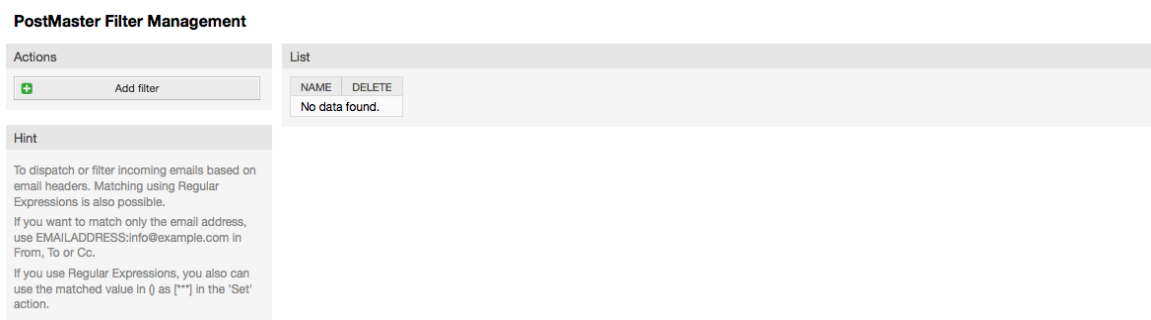 PostMaster Filter Management
Actions
Add filter
Hint
To dispatch or filter incoming emails based on
email headers. Matching using Regular
Expressions is also possible.
If you want to match only the email address,
use EMAILADDRESS:info@example.com in
From, To or Cc.
If you use Regular Expressions, you also can
use the matched value in () as [***] in the 'Set'
action.
List
NAME DELETE
No data found.